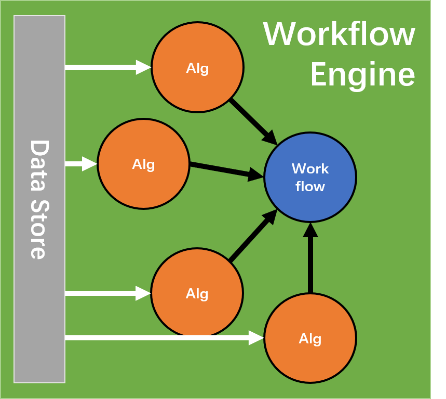 Workflow
Engine
Data Store
Alg
Alg
Work
flow
Alg
Alg